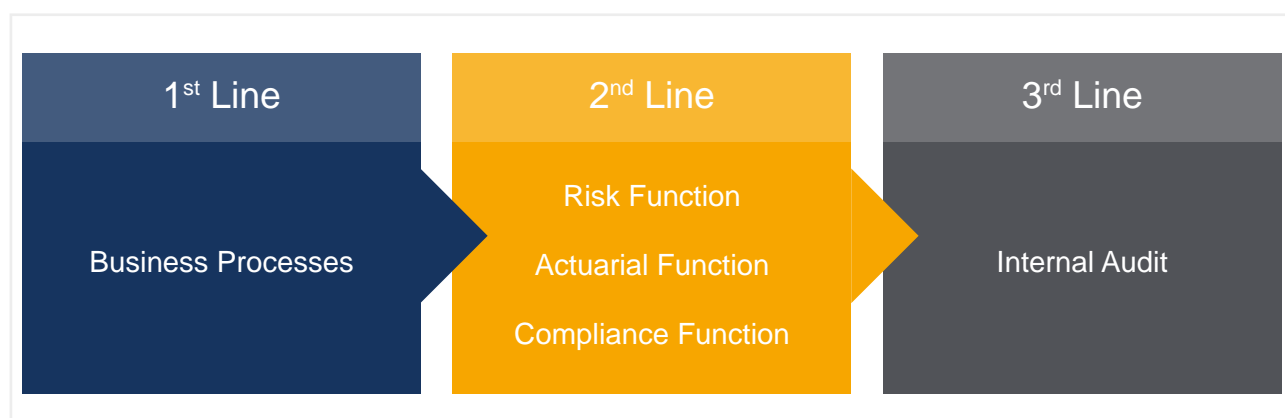 1st Line
Business Processes
2nd Line
Risk Function
Actuarial Function
Compliance Function
3rd Line
Internal Audit